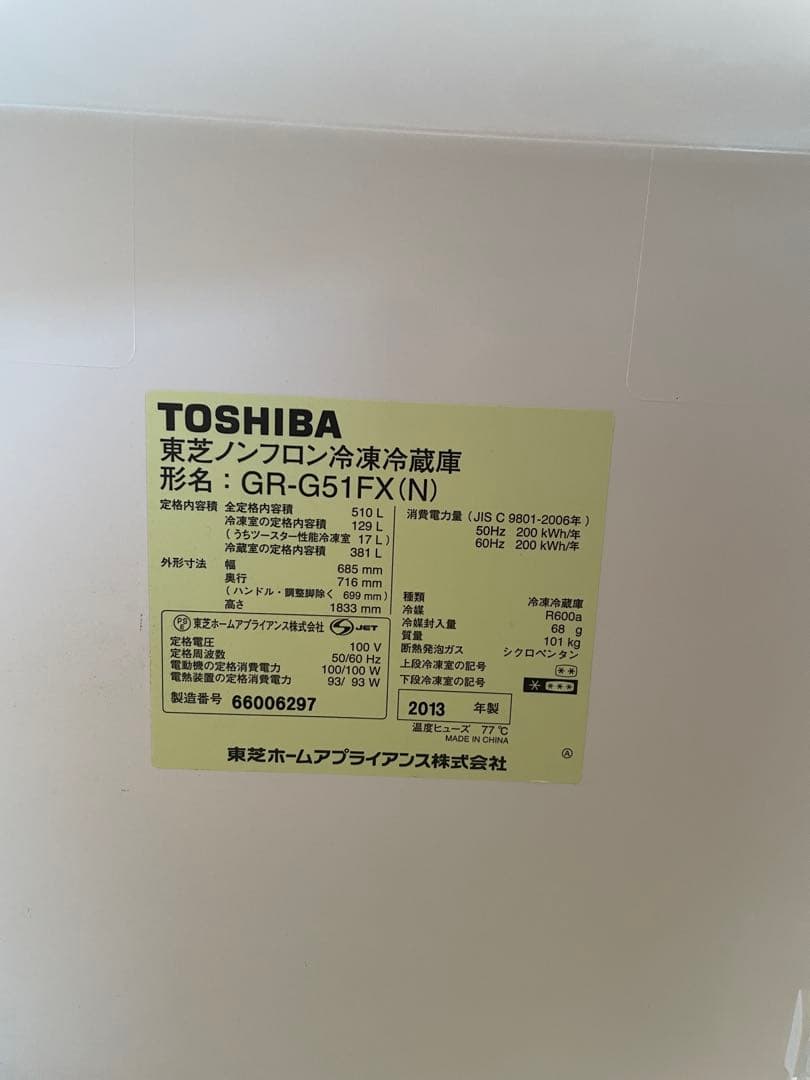 TOSHIBA
東芝ノンフロン冷凍冷蔵庫
形名：GR-G51FX(N)
定格内容積 全定格内容積 510 L
冷凍室の定格内容積 129 L
(うちツースター性能冷凍室 17 L)
冷蔵室の定格内容積 381 L
外形寸法 幅 685 mm
奥行 716 mm
(ハンドル・調整脚除く 699 mm)
高さ 1833 mm
消費電力量 (JIS C 9801-2006年)
50Hz 200 kWh/年
60Hz 200 kWh/年
種類 冷凍冷蔵庫
冷媒 R600a
冷媒封入量 68 g
質量 101 kg
断熱発泡ガス シクロペンタン
上段冷凍室の記号 **
下段冷凍室の記号 * ***
PS E 東芝ホームアプライアンス株式会社 JET
定格電圧 100 V
定格周波数 50/60 Hz
電動機の定格消費電力 100/100 W
電熱装置の定格消費電力 93/ 93 W
製造番号 66006297
2013 年製
温度ヒューズ 77℃
MADE IN CHINA
東芝ホームアプライアンス株式会社
Ⓐ